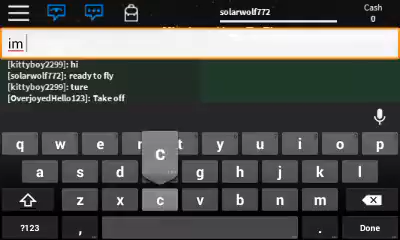 solarwolf772
Cash
0
im
[kittyboy2299]: hi
[solarwolf772]: ready to fly
[kittyboy2299]: ture
[OverjoyedHello123]: Take off
q w e r t y u i o p
c
a s d g h j k l
z x c v b n m
?123 , . Done